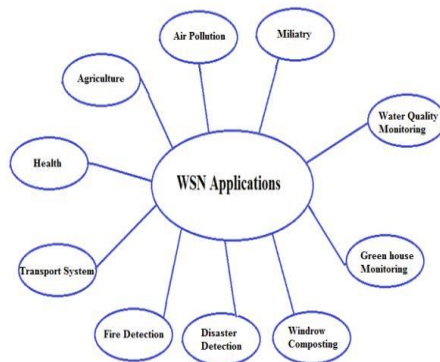 Air Pollution
Miliatry
Agriculture
Water Quality
Monitoring
Health
WSN Applications
Transport System
Green house
Monitoring
Fire Detection
Disaster
Detection
Windrow
Composting